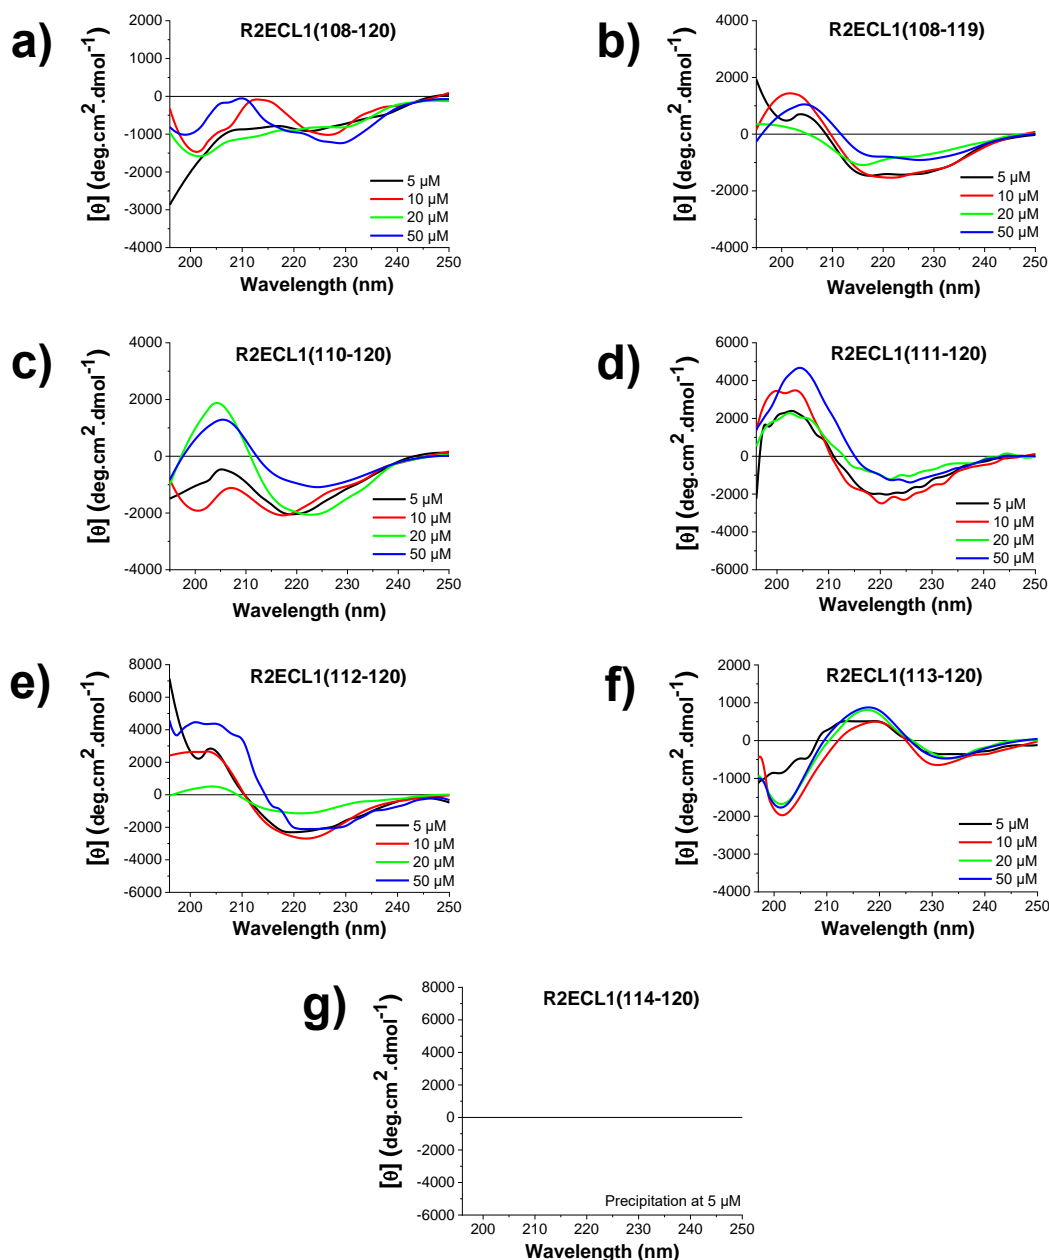 a)
R2ECL1(108-120)
[θ] (deg.cm².dmol⁻¹)
2000
1000
0
-1000
-2000
-3000
-4000
5 µM
10 µM
20 µM
50 µM
200 210 220 230 240 250
Wavelength (nm)
b)
R2ECL1(108-119)
[θ] (deg.cm².dmol⁻¹)
4000
2000
0
-2000
-4000
5 µM
10 µM
20 µM
50 µM
200 210 220 230 240 250
Wavelength (nm)
c)
R2ECL1(110-120)
[θ] (deg.cm².dmol⁻¹)
4000
2000
0
-2000
-4000
5 µM
10 µM
20 µM
50 µM
200 210 220 230 240 250
Wavelength (nm)
d)
R2ECL1(111-120)
[θ] (deg.cm².dmol⁻¹)
6000
4000
2000
0
-2000
-4000
-6000
5 µM
10 µM
20 µM
50 µM
200 210 220 230 240 250
Wavelength (nm)
e)
R2ECL1(112-120)
[θ] (deg.cm².dmol⁻¹)
8000
6000
4000
2000
0
-2000
-4000
-6000
5 µM
10 µM
20 µM
50 µM
200 210 220 230 240 250
Wavelength (nm)
f)
R2ECL1(113-120)
[θ] (deg.cm².dmol⁻¹)
2000
1000
0
-1000
-2000
-3000
-4000
5 µM
10 µM
20 µM
50 µM
200 210 220 230 240 250
Wavelength (nm)
g)
R2ECL1(114-120)
[θ] (deg.cm².dmol⁻¹)
8000
6000
4000
2000
0
-2000
-4000
-6000
Precipitation at 5 µM
200 210 220 230 240 250
Wavelength (nm)